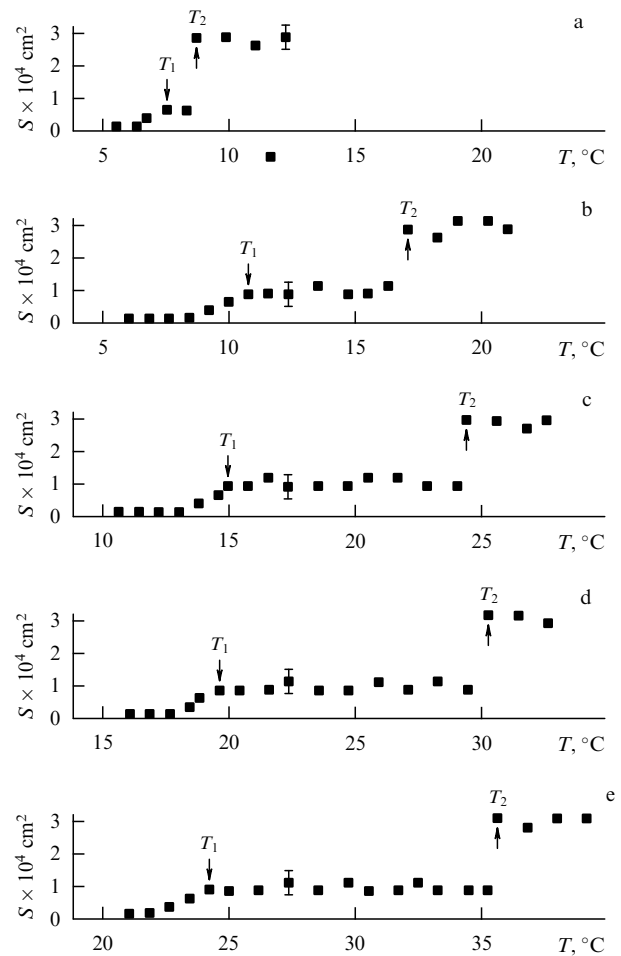 a
T₂
T₁
S × 10⁴ cm²
3
2
1
0
5 10 15 20 T, °C
b
T₂
T₁
S × 10⁴ cm²
3
2
1
0
5 10 15 20 T, °C
c
T₂
T₁
S × 10⁴ cm²
3
2
1
0
10 15 20 25 T, °C
d
T₂
T₁
S × 10⁴ cm²
3
2
1
0
15 20 25 30 T, °C
e
T₂
T₁
S × 10⁴ cm²
3
2
1
0
20 25 30 35 T, °C